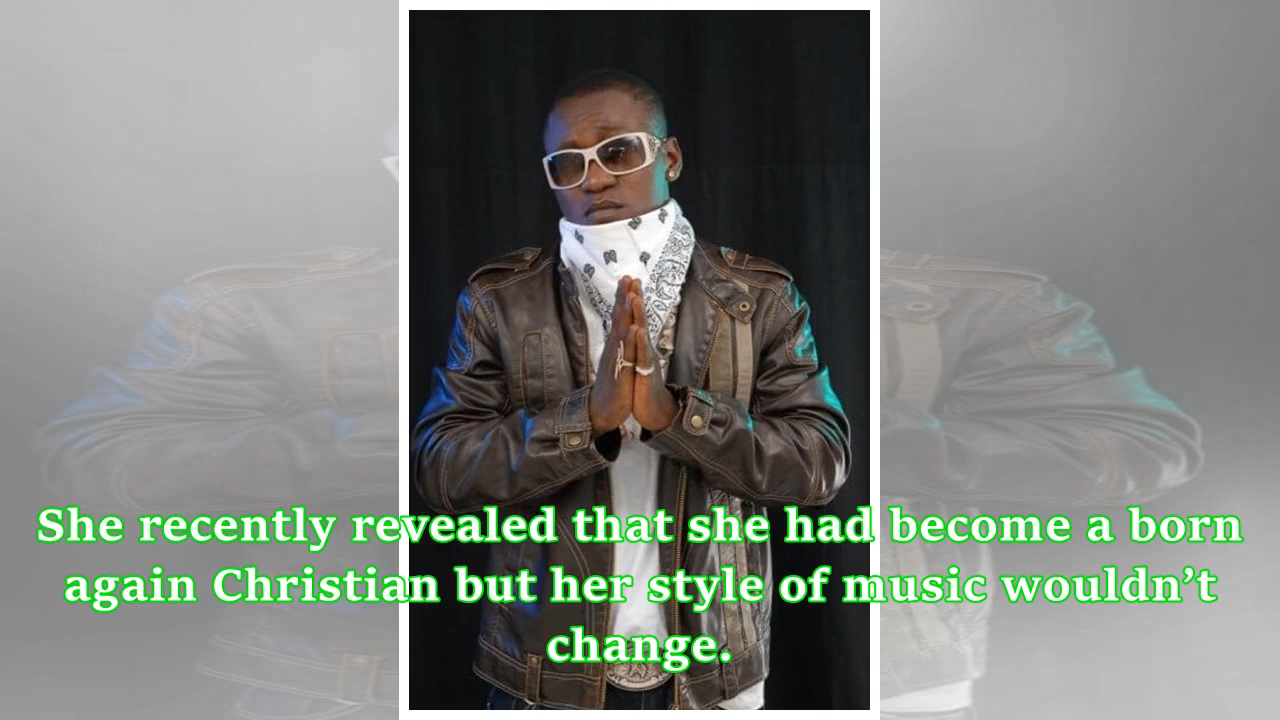 She recently revealed that she had become a born
again Christian but her style of music wouldn’t
change.